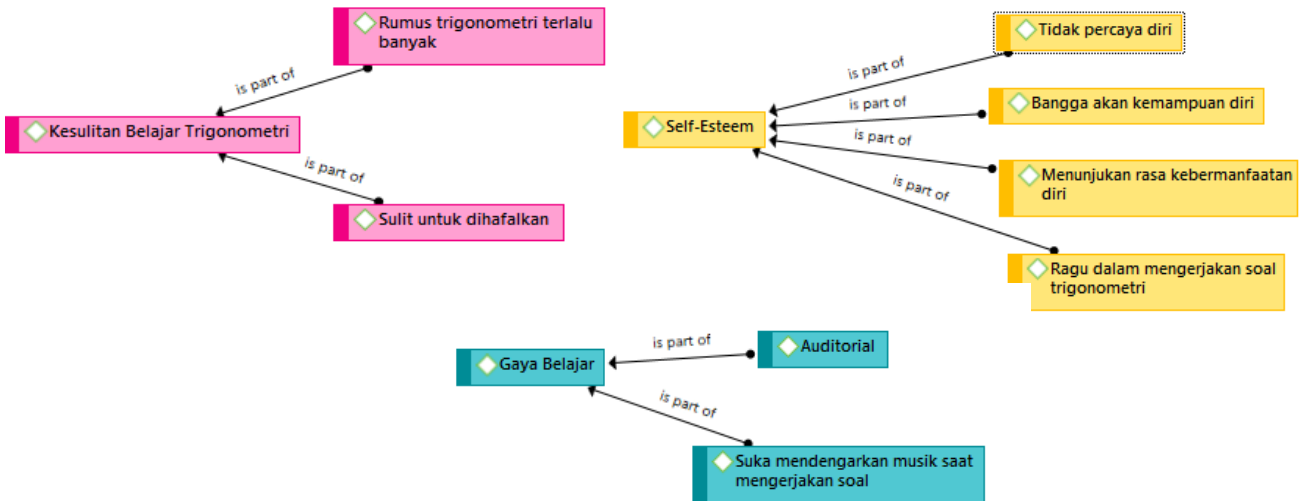 Rumus trigonometri terlalu
banyak
is part of
Kesulitan Belajar Trigonometri
is part of
Sulit untuk dihafalkan
Tidak percaya diri
is part of
Bangga akan kemampuan diri
is part of
Self-Esteem
is part of
Menunjukan rasa kebermanfaatan
diri
is part of
Ragu dalam mengerjakan soal
trigonometri
Gaya Belajar
is part of
Auditorial
is part of
Suka mendengarkan musik saat
mengerjakan soal